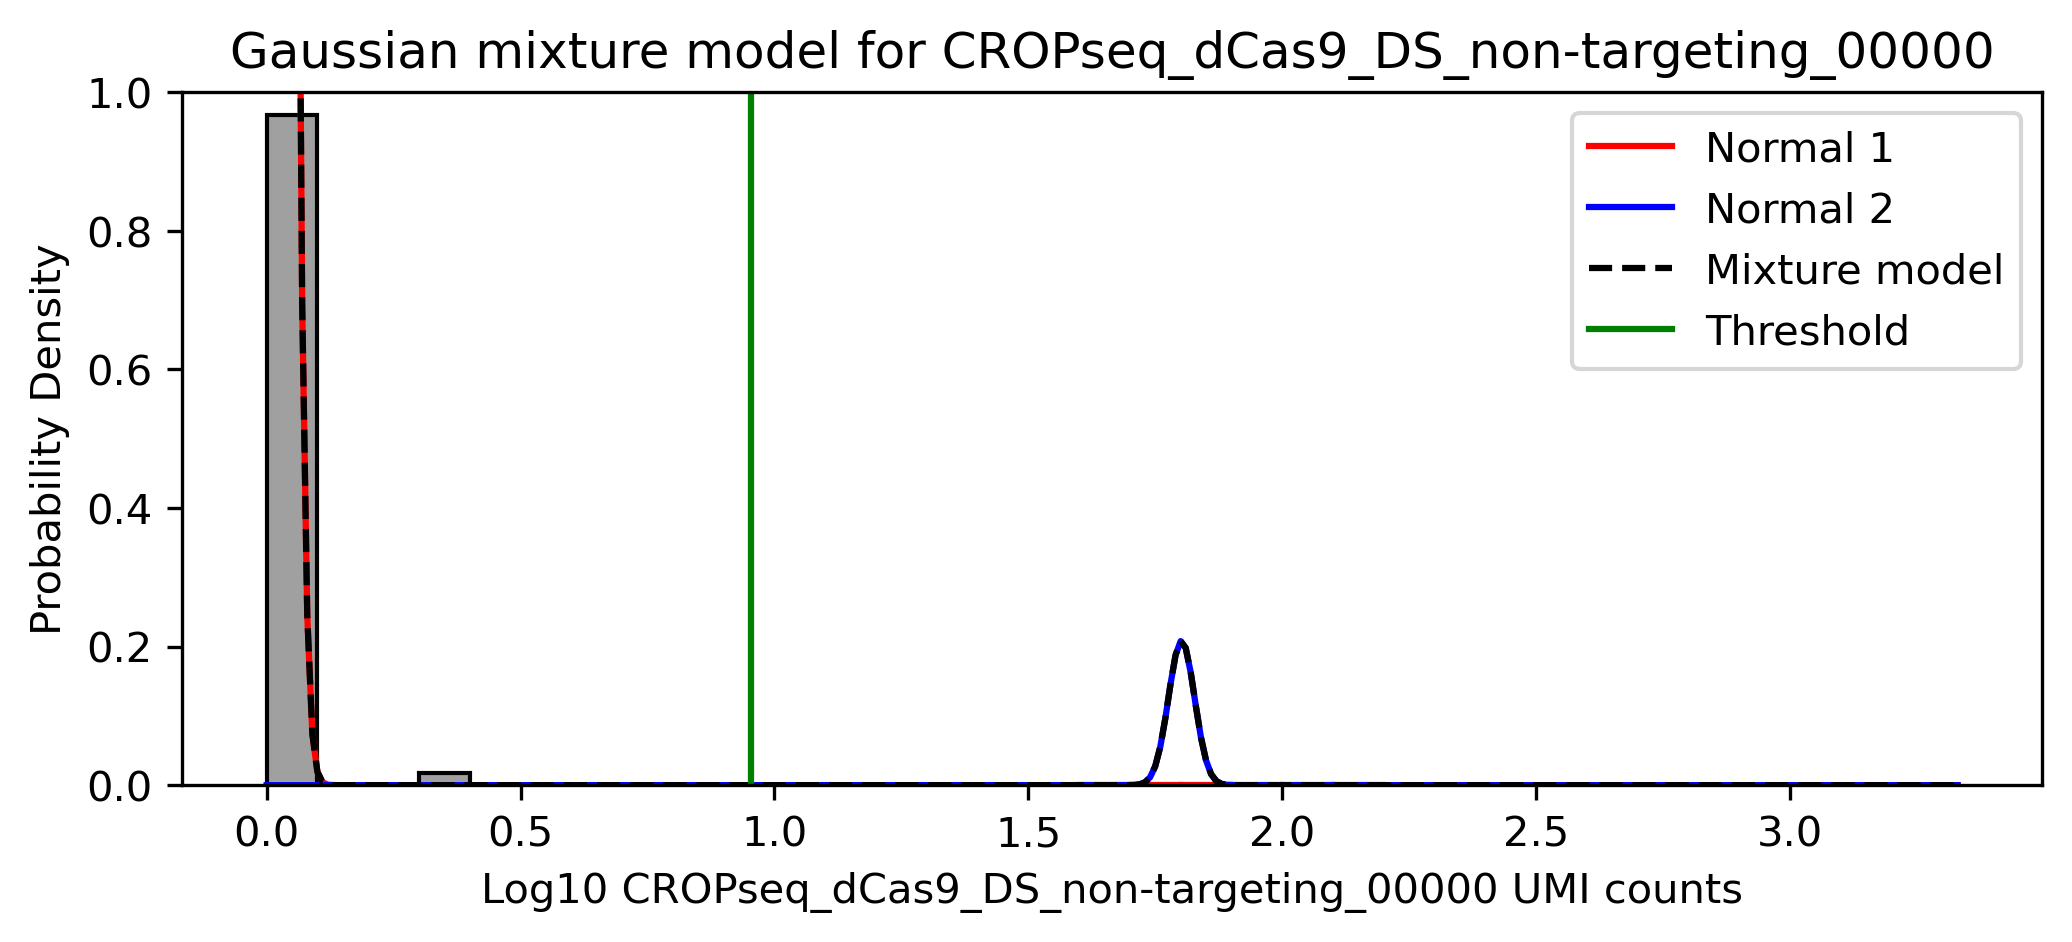 Gaussian mixture model for CROPseq_dCas9_DS_non-targeting_00000
1.0
0.8
0.6
0.4
0.2
0.0
Probability Density
Normal 1
Normal 2
Mixture model
Threshold
0.0 0.5 1.0 1.5 2.0 2.5 3.0
Log10 CROPseq_dCas9_DS_non-targeting_00000 UMI counts